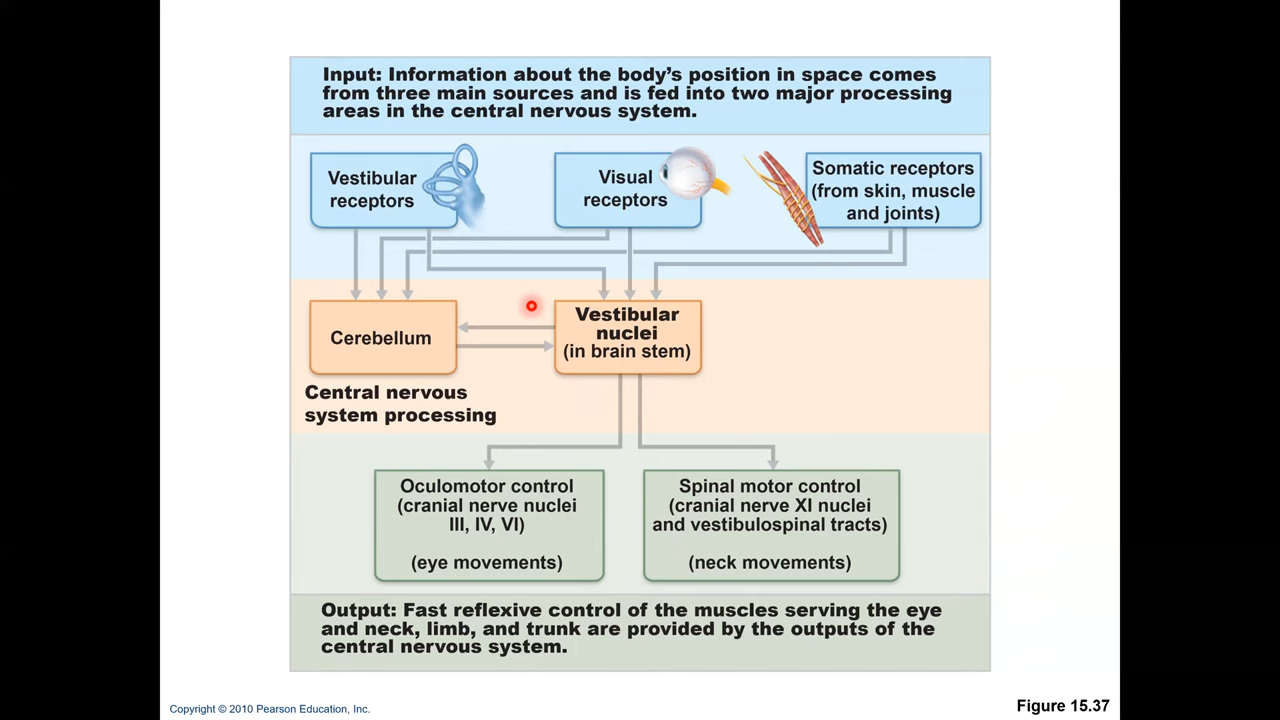 Input: Information about the body's position in space comes
from three main sources and is fed into two major processing
areas in the central nervous system.
Vestibular
receptors
Visual
receptors
Somatic receptors
(from skin, muscle
and joints)
Cerebellum
Vestibular
nuclei
(in brain stem)
Central nervous
system processing
Oculomotor control
(cranial nerve nuclei
III, IV, VI)
(eye movements)
Spinal motor control
(cranial nerve XI nuclei
and vestibulospinal tracts)
(neck movements)
Output: Fast reflexive control of the muscles serving the eye
and neck, limb, and trunk are provided by the outputs of the
central nervous system.
Copyright © 2010 Pearson Education, Inc.
Figure 15.37